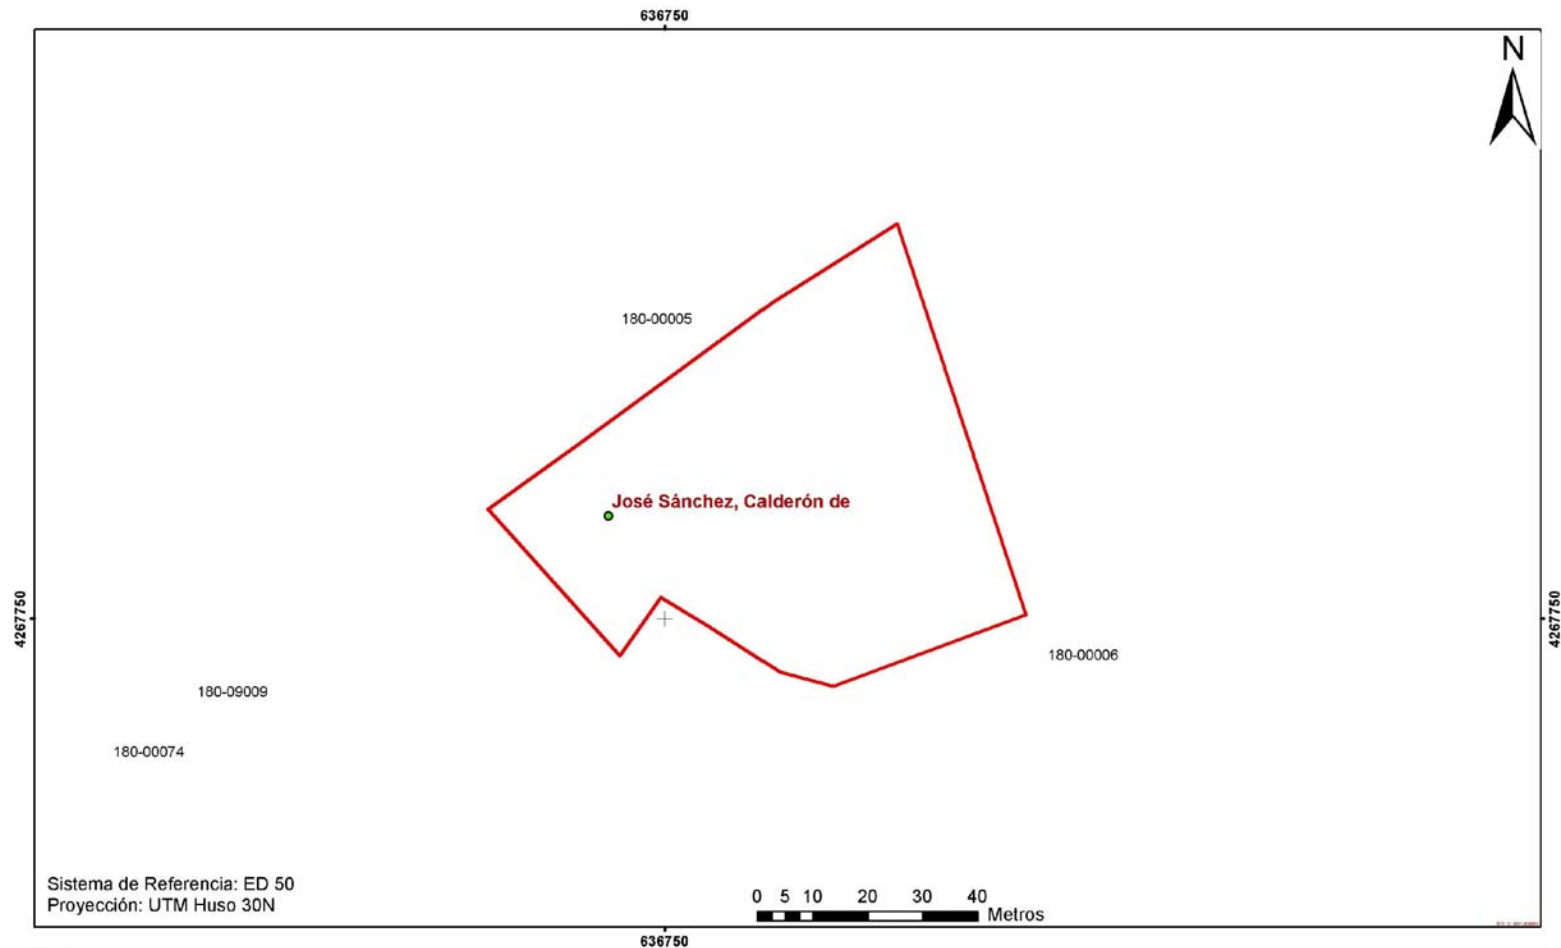 636750
N
180-00005
José Sánchez, Calderón de
4267750
4267750
180-00006
180-09009
180-00074
Sistema de Referencia: ED 50
Proyección: UTM Huso 30N
0 5 10 20 30 40
Metros
636750